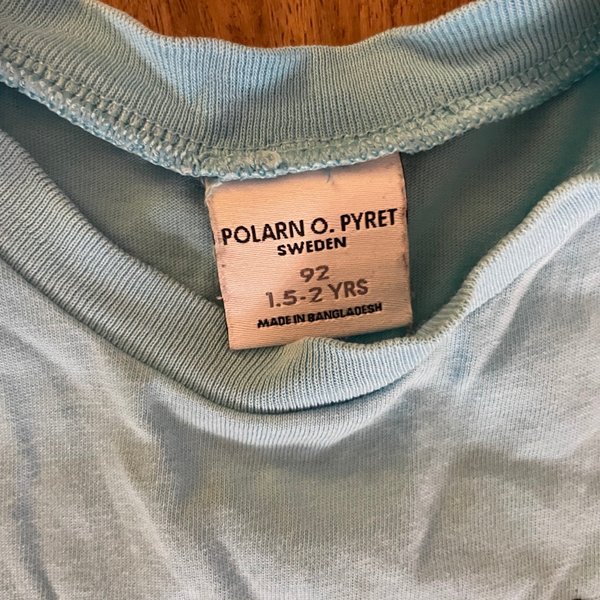 POLARN O. PYRET
SWEDEN
92
1.5-2 YRS
MADE IN BANGLADESH